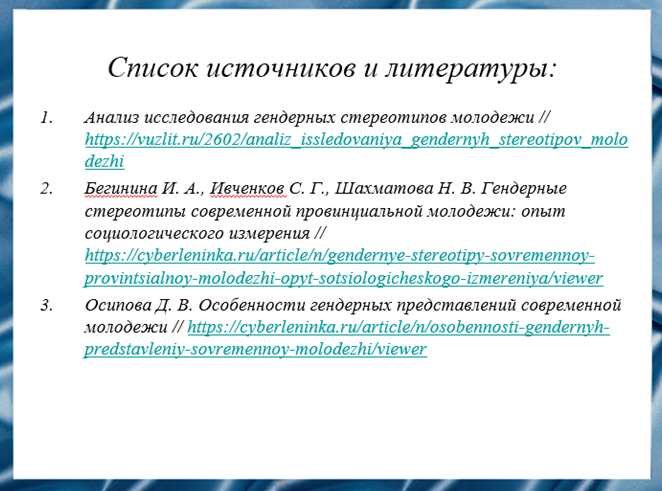 Список источников и литературы:
1. Анализ исследования гендерных стереотипов молодежи //
https://vuzlit.ru/2602/analiz_issledovaniya_gendernyh_stereotipov_molo
dezhi
2. Бегинина И. А., Ивченков С. Г., Шахматова Н. В. Гендерные
стереотипы современной провинциальной молодежи: опыт
социологического измерения //
https://cyberleninka.ru/article/n/gendernye-stereotipy-sovremennoy-
provintsialnoy-molodezhi-opyt-sotsiologicheskogo-izmereniya/viewer
3. Осипова Д. В. Особенности гендерных представлений современной
молодежи // https://cyberleninka.ru/article/n/osobennosti-gendernyh-
predstavleniy-sovremennoy-molodezhi/viewer